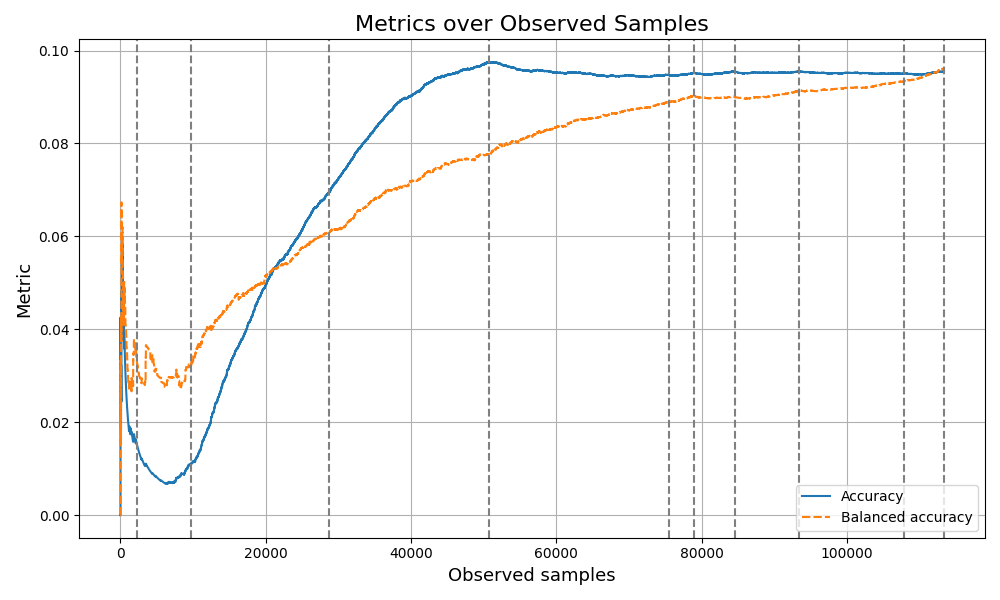 Metrics over Observed Samples
Metric
0.10
0.08
0.06
0.04
0.02
0.00
0
20000
40000
60000
80000
100000
Observed samples
Accuracy
Balanced accuracy